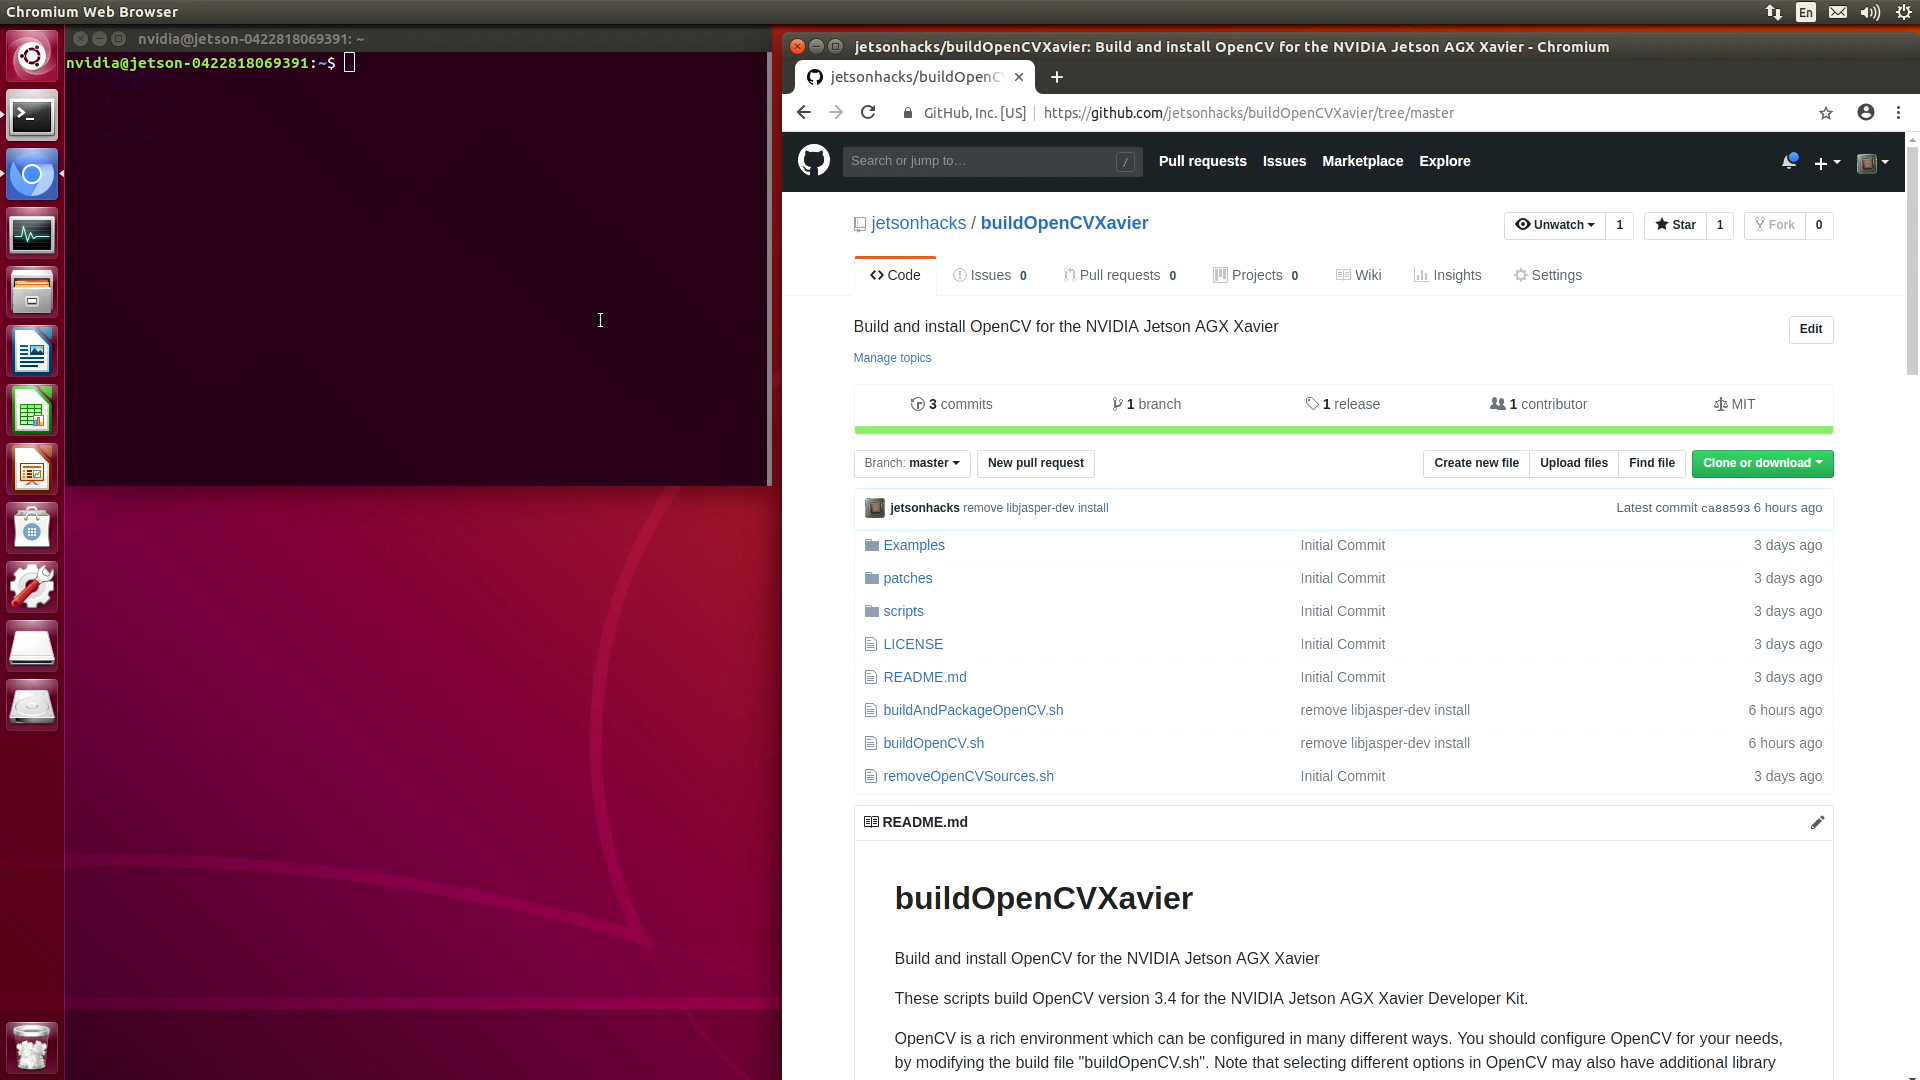 Chromium Web Browser
En
nvidia@jetson-0422818069391: ~
nvidia@jetson-0422818069391:~$
jetsonhacks/buildOpenCVXavier: Build and install OpenCV for the NVIDIA Jetson AGX Xavier - Chromium
jetsonhacks/buildOpenC
GitHub, Inc. [US] | https://github.com/jetsonhacks/buildOpenCVXavier/tree/master
Search or jump to… /
Pull requests Issues Marketplace Explore
jetsonhacks / buildOpenCVXavier
Unwatch 1 Star 1 Fork 0
Code Issues 0 Pull requests 0 Projects 0 Wiki Insights Settings
Build and install OpenCV for the NVIDIA Jetson AGX Xavier
Edit
Manage topics
3 commits 1 branch 1 release 1 contributor MIT
Branch: master New pull request Create new file Upload files Find file Clone or download
jetsonhacks remove libjasper-dev install Latest commit ca88593 6 hours ago
Examples Initial Commit 3 days ago
patches Initial Commit 3 days ago
scripts Initial Commit 3 days ago
LICENSE Initial Commit 3 days ago
README.md Initial Commit 3 days ago
buildAndPackageOpenCV.sh remove libjasper-dev install 6 hours ago
buildOpenCV.sh remove libjasper-dev install 6 hours ago
removeOpenCVSources.sh Initial Commit 3 days ago
README.md
buildOpenCVXavier
Build and install OpenCV for the NVIDIA Jetson AGX Xavier
These scripts build OpenCV version 3.4 for the NVIDIA Jetson AGX Xavier Developer Kit.
OpenCV is a rich environment which can be configured in many different ways. You should configure OpenCV for your needs,
by modifying the build file "buildOpenCV.sh". Note that selecting different options in OpenCV may also have additional library